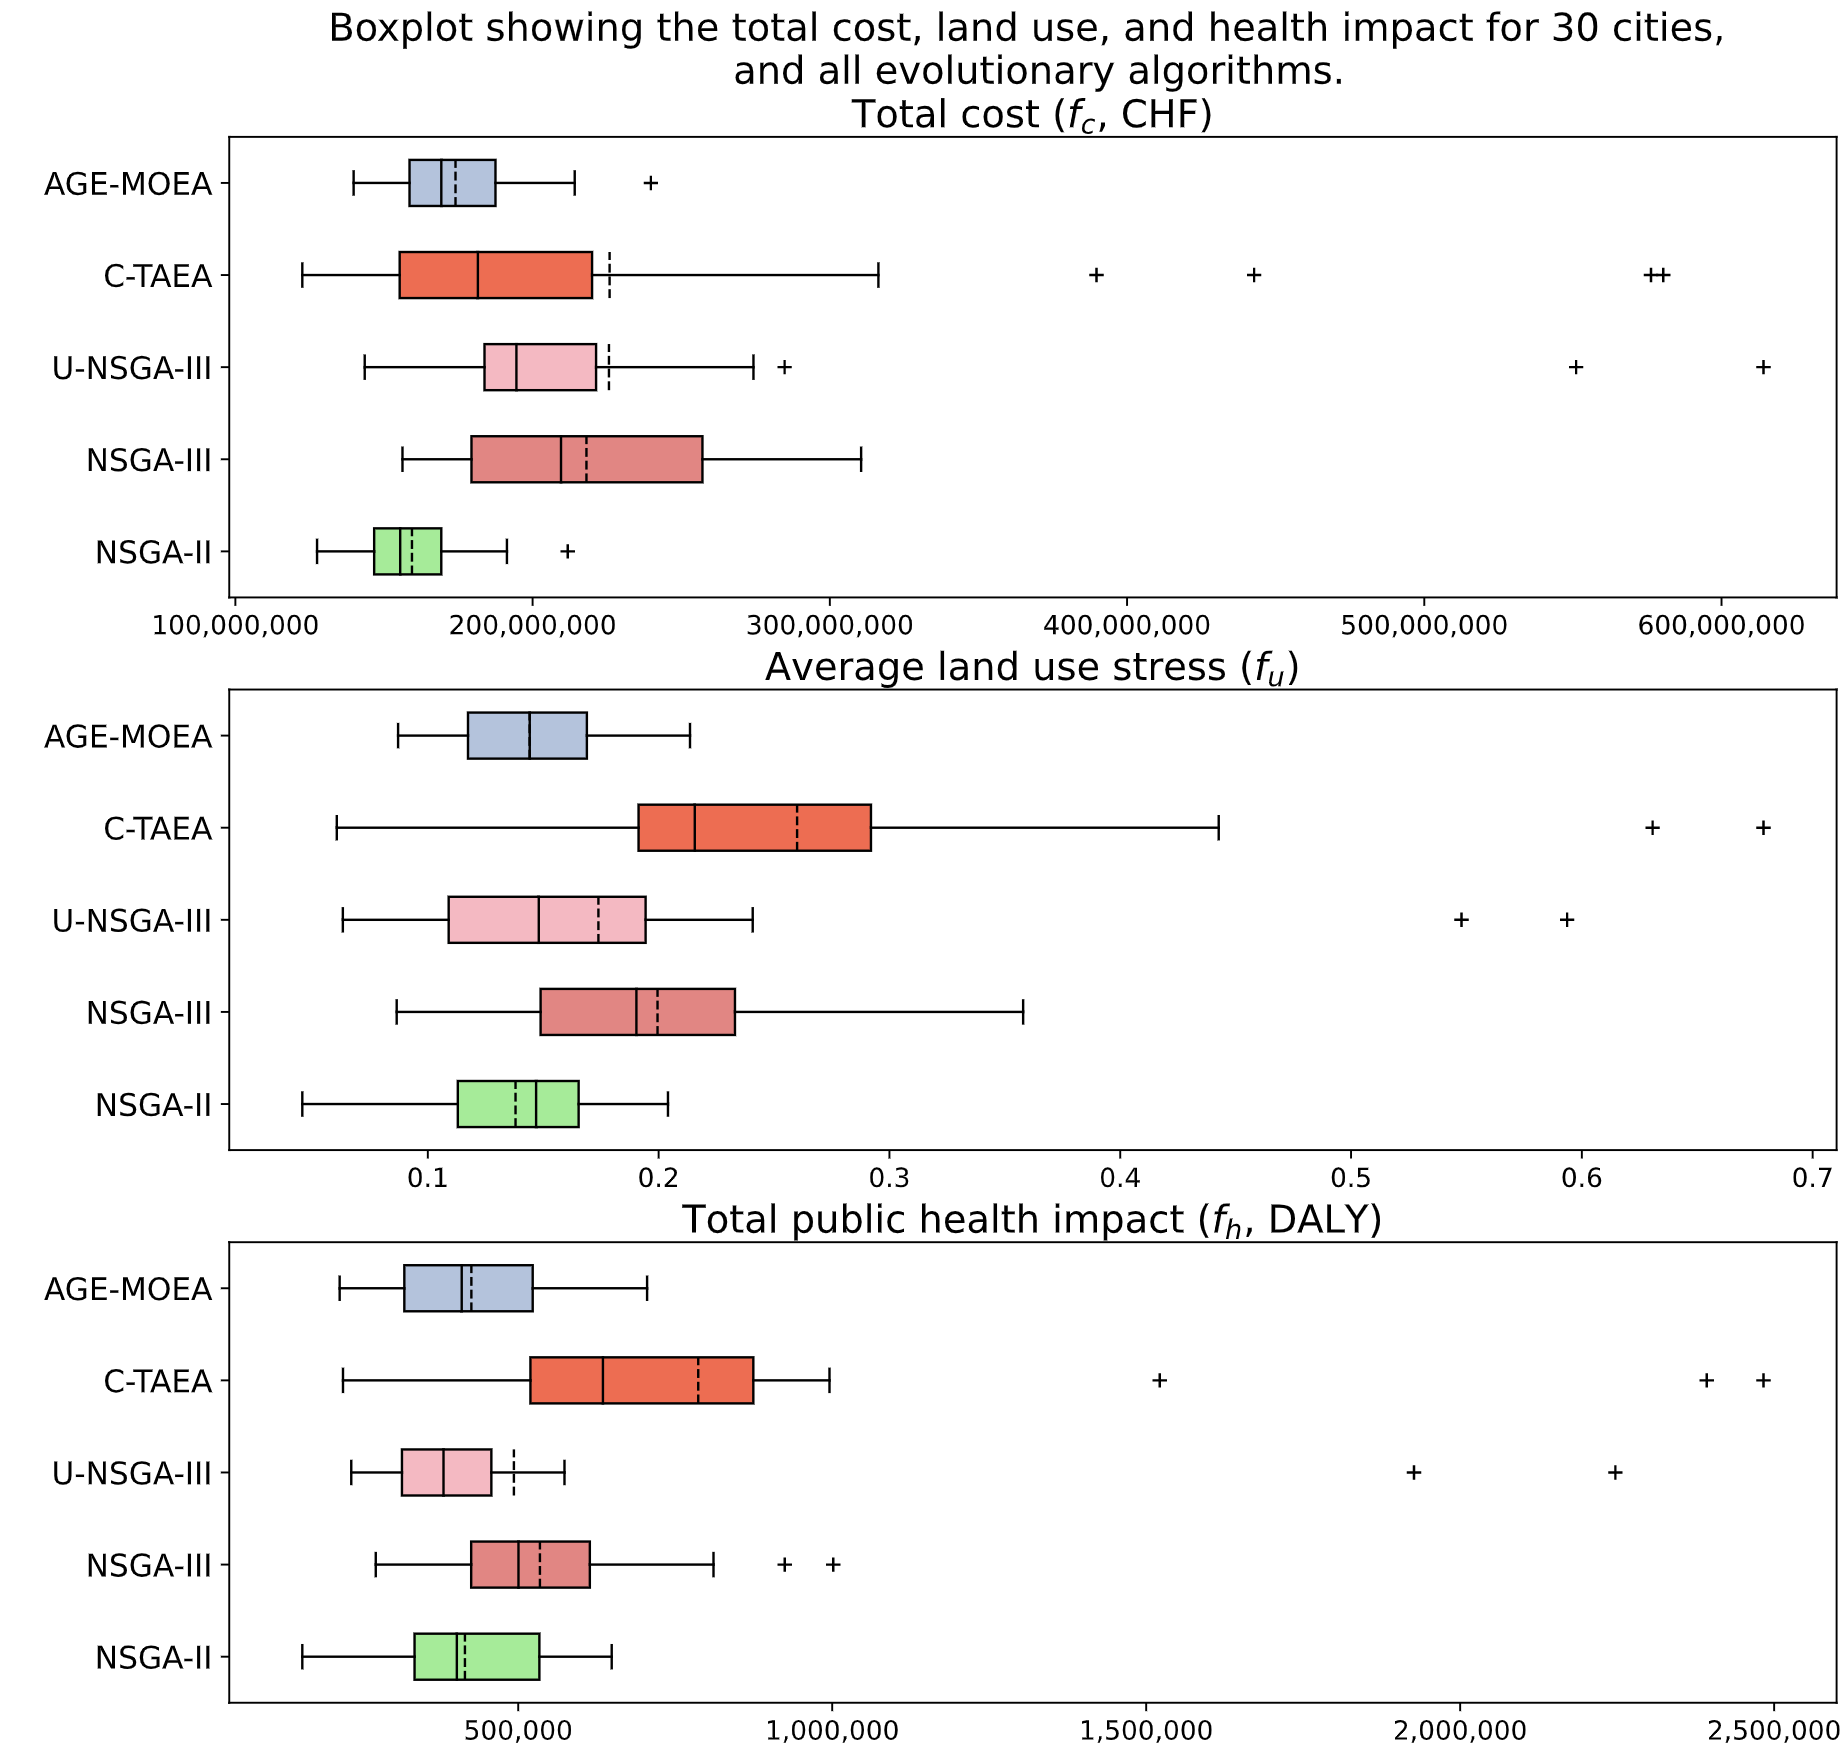 Boxplot showing the total cost, land use, and health impact for 30 cities,
and all evolutionary algorithms.
Total cost (f_c, CHF)
AGE-MOEA
C-TAEA
U-NSGA-III
NSGA-III
NSGA-II
100,000,000 200,000,000 300,000,000 400,000,000 500,000,000 600,000,000
Average land use stress (f_u)
AGE-MOEA
C-TAEA
U-NSGA-III
NSGA-III
NSGA-II
0.1 0.2 0.3 0.4 0.5 0.6 0.7
Total public health impact (f_h, DALY)
AGE-MOEA
C-TAEA
U-NSGA-III
NSGA-III
NSGA-II
500,000 1,000,000 1,500,000 2,000,000 2,500,000